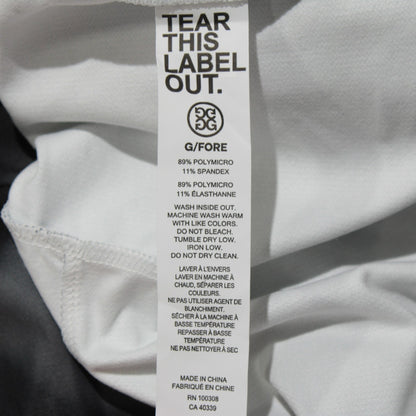 TEAR
THIS
LABEL
OUT.
G/FORE
89% POLYMICRO
11% SPANDEX
89% POLYMICRO
11% ÉLASTHANNE
WASH INSIDE OUT.
MACHINE WASH WARM
WITH LIKE COLORS.
DO NOT BLEACH.
TUMBLE DRY LOW.
IRON LOW.
DO NOT DRY CLEAN.
LAVER À L'ENVERS
LAVER EN MACHINE À
CHAUD, SÉPARER LES
COULEURS.
NE PAS UTILISER AGENT DE
BLANCHIMENT.
SÉCHER À LA MACHINE À
BASSE TEMPÉRATURE
REPASSER À BASSE
TEMPÉRATURE
NE PAS NETTOYER À SEC
MADE IN CHINA
FABRIQUÉ EN CHINE
RN 100308
CA 40339